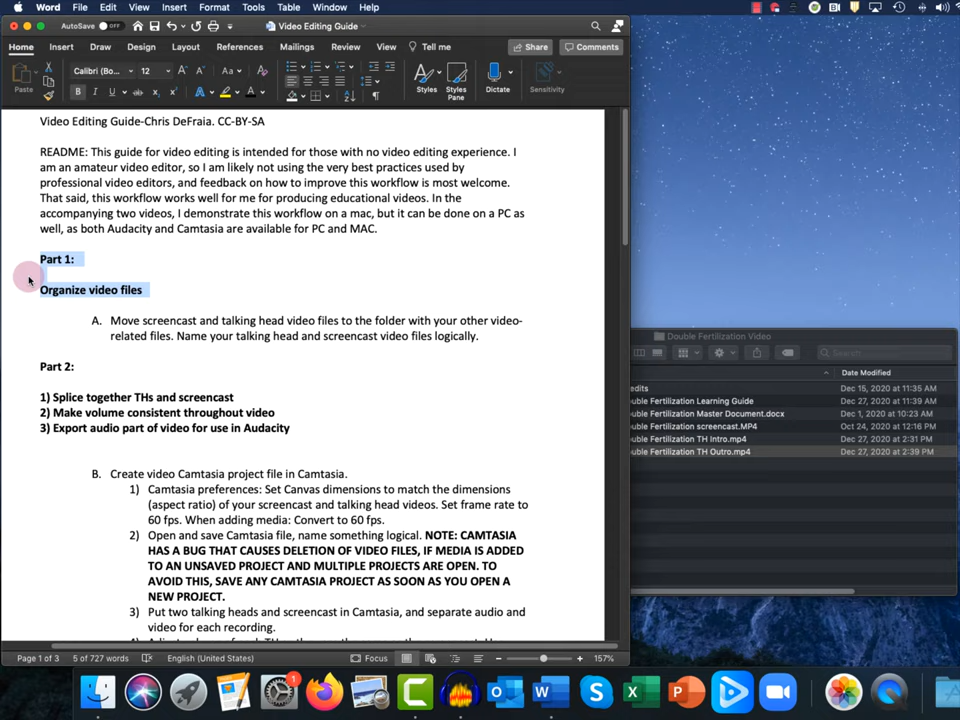 Word File Edit View Insert Format Tools Table Window Help
AutoSave OFF Video Editing Guide
Home Insert Draw Design Layout References Mailings Review View Tell me Share Comments
Calibri (Bo... 12
Paste Styles Styles Pane Dictate Sensitivity
Video Editing Guide-Chris DeFraia. CC-BY-SA
README: This guide for video editing is intended for those with no video editing experience. I
am an amateur video editor, so I am likely not using the very best practices used by
professional video editors, and feedback on how to improve this workflow is most welcome.
That said, this workflow works well for me for producing educational videos. In the
accompanying two videos, I demonstrate this workflow on a mac, but it can be done on a PC as
well, as both Audacity and Camtasia are available for PC and MAC.
Part 1:
Organize video files
A. Move screencast and talking head video files to the folder with your other video-
related files. Name your talking head and screencast video files logically.
Part 2:
1) Splice together THs and screencast
2) Make volume consistent throughout video
3) Export audio part of video for use in Audacity
B. Create video Camtasia project file in Camtasia.
1) Camtasia preferences: Set Canvas dimensions to match the dimensions
(aspect ratio) of your screencast and talking head videos. Set frame rate to
60 fps. When adding media: Convert to 60 fps.
2) Open and save Camtasia file, name something logical. NOTE: CAMTASIA
HAS A BUG THAT CAUSES DELETION OF VIDEO FILES, IF MEDIA IS ADDED
TO AN UNSAVED PROJECT AND MULTIPLE PROJECTS ARE OPEN. TO
AVOID THIS, SAVE ANY CAMTASIA PROJECT AS SOON AS YOU OPEN A
NEW PROJECT.
3) Put two talking heads and screencast in Camtasia, and separate audio and
video for each recording.
Page 1 of 3 5 of 727 words English (United States) Focus 157%
Double Fertilization Video
Search
Date Modified
edits Dec 15, 2020 at 11:35 AM
uble Fertilization Learning Guide Dec 27, 2020 at 11:39 AM
uble Fertilization Master Document.docx Dec 1, 2020 at 10:23 AM
uble Fertilization screencast.MP4 Oct 24, 2020 at 12:16 PM
uble Fertilization TH Intro.mp4 Dec 27, 2020 at 2:31 PM
uble Fertilization TH Outro.mp4 Dec 27, 2020 at 2:39 PM